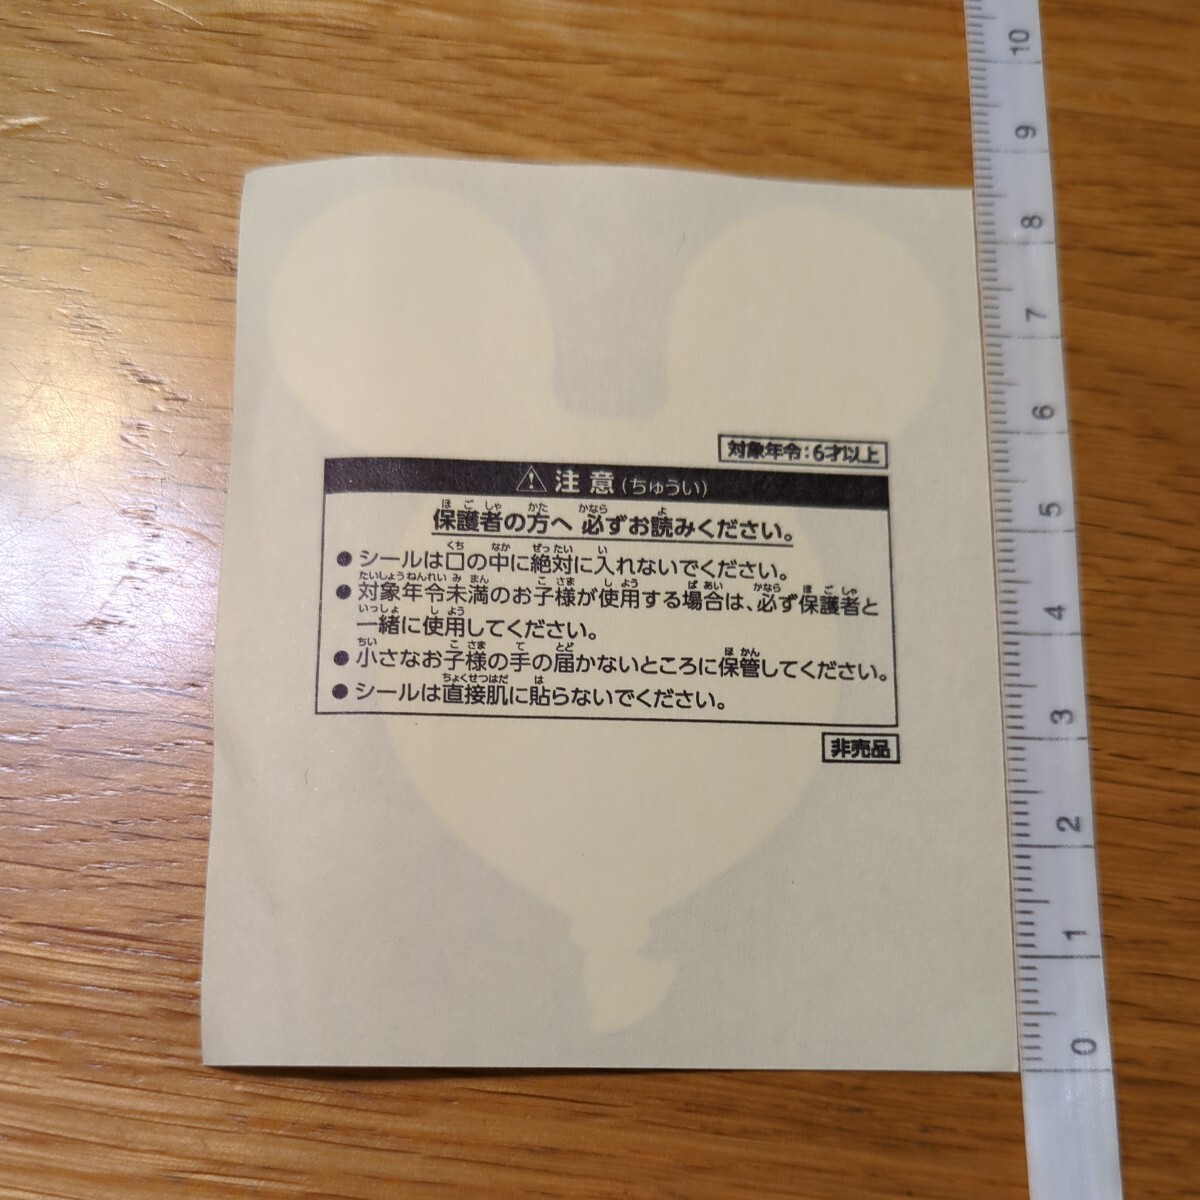 対象年令:6才以上
⚠注意(ちゅうい)
保護者の方へ 必ずお読みください。
●シールは口の中に絶対に入れないでください。
●対象年令未満のお子様が使用する場合は、必ず保護者と
一緒に使用してください。
●小さなお子様の手の届かないところに保管してください。
●シールは直接肌に貼らないでください。
非売品
10
9
8
7
6
5
4
3
2
1
0